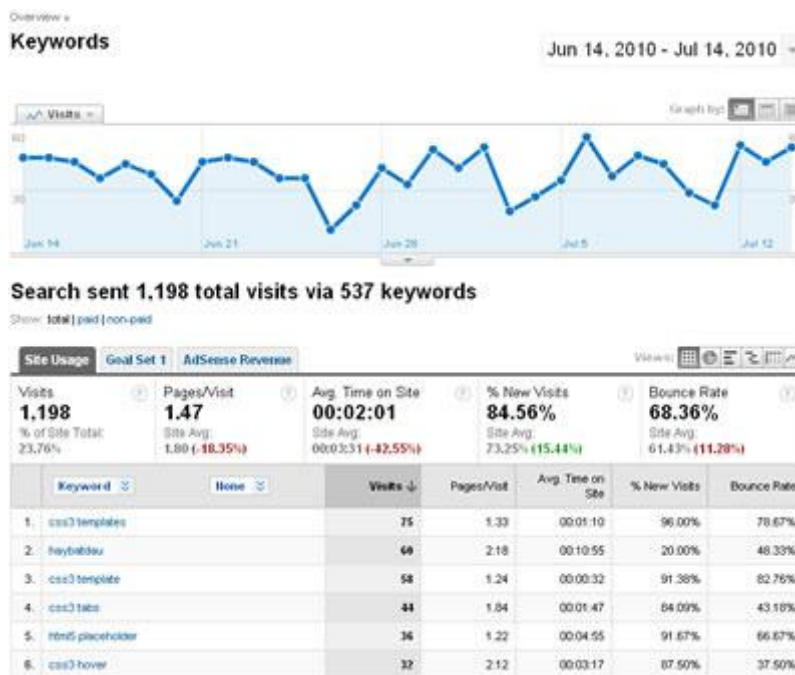 Overview »
Keywords
Jun 14, 2010 - Jul 14, 2010
Visits
Graph by:
60
30
Jun 14 Jun 21 Jun 28 Jul 5 Jul 12
Search sent 1,198 total visits via 537 keywords
Show: total | paid | non-paid
Site Usage Goal Set 1 AdSense Revenue Views:
Visits Pages/Visit Avg. Time on Site % New Visits Bounce Rate
1,198 1.47 00:02:01 84.56% 68.36%
% of Site Total: Site Avg: Site Avg: Site Avg: Site Avg:
23.76% 1.80 (-18.35%) 00:03:31 (-42.55%) 73.25% (15.44%) 61.43% (11.28%)
Keyword None Visits ↓ Pages/Visit Avg. Time on Site % New Visits Bounce Rate
1. css3 templates 75 1.33 00:01:10 96.00% 78.67%
2. haybatdau 60 2.18 00:10:55 20.00% 48.33%
3. css3 template 58 1.24 00:00:32 91.38% 82.76%
4. css3 tabs 44 1.84 00:01:47 84.09% 43.18%
5. html5 placeholder 36 1.22 00:04:55 91.67% 66.67%
6. css3 hover 32 2.12 00:03:17 87.50% 37.50%